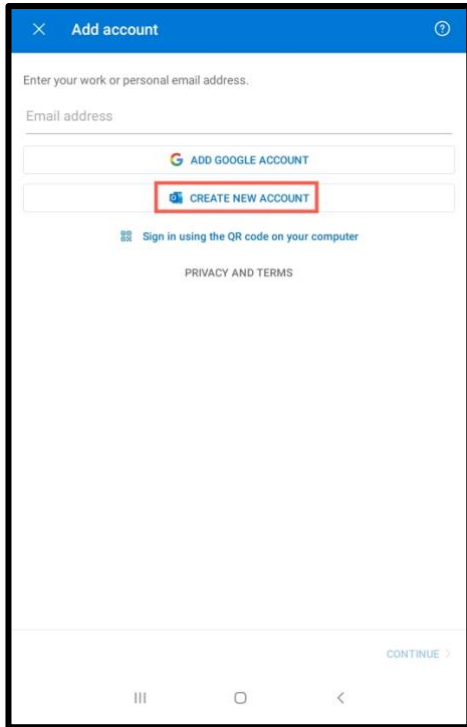 Add account
Enter your work or personal email address.
Email address
ADD GOOGLE ACCOUNT
CREATE NEW ACCOUNT
Sign in using the QR code on your computer
PRIVACY AND TERMS
CONTINUE